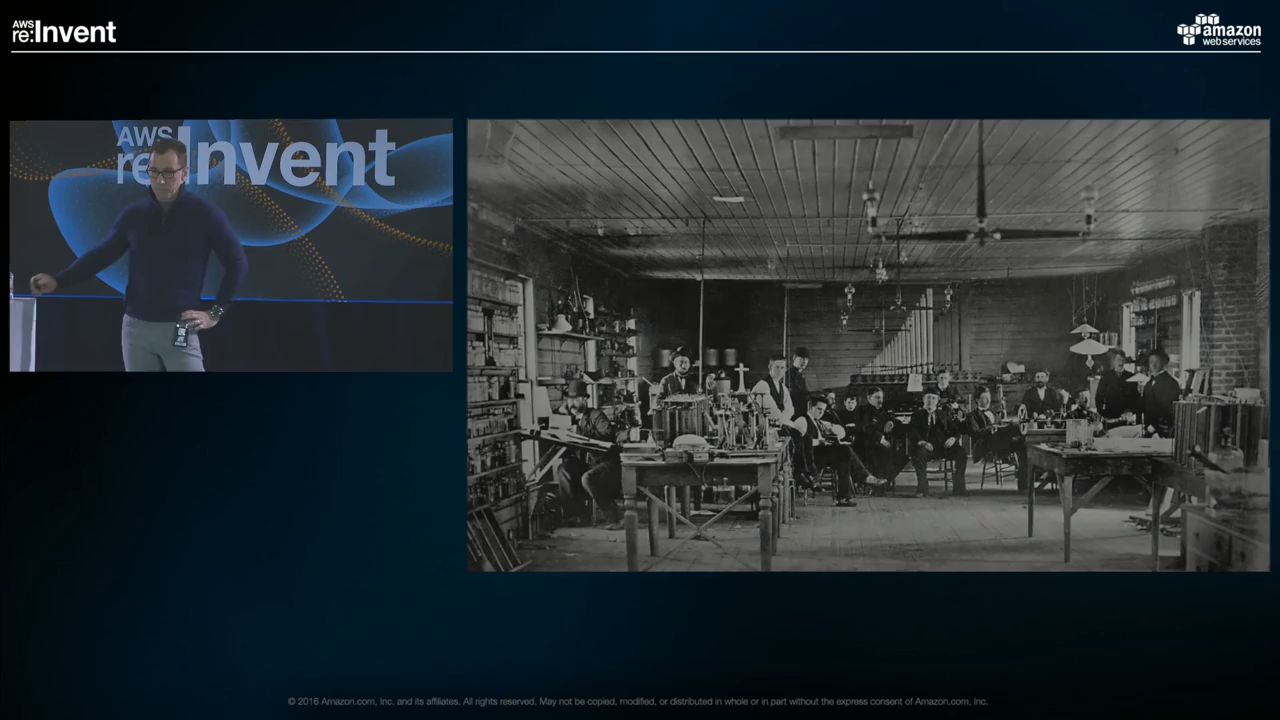 AWS
re:Invent
amazon
web services
AWS
re:Invent
© 2016 Amazon.com, Inc. and its affiliates. All rights reserved. May not be copied, modified, or distributed in whole or in part without the express consent of Amazon.com, Inc.